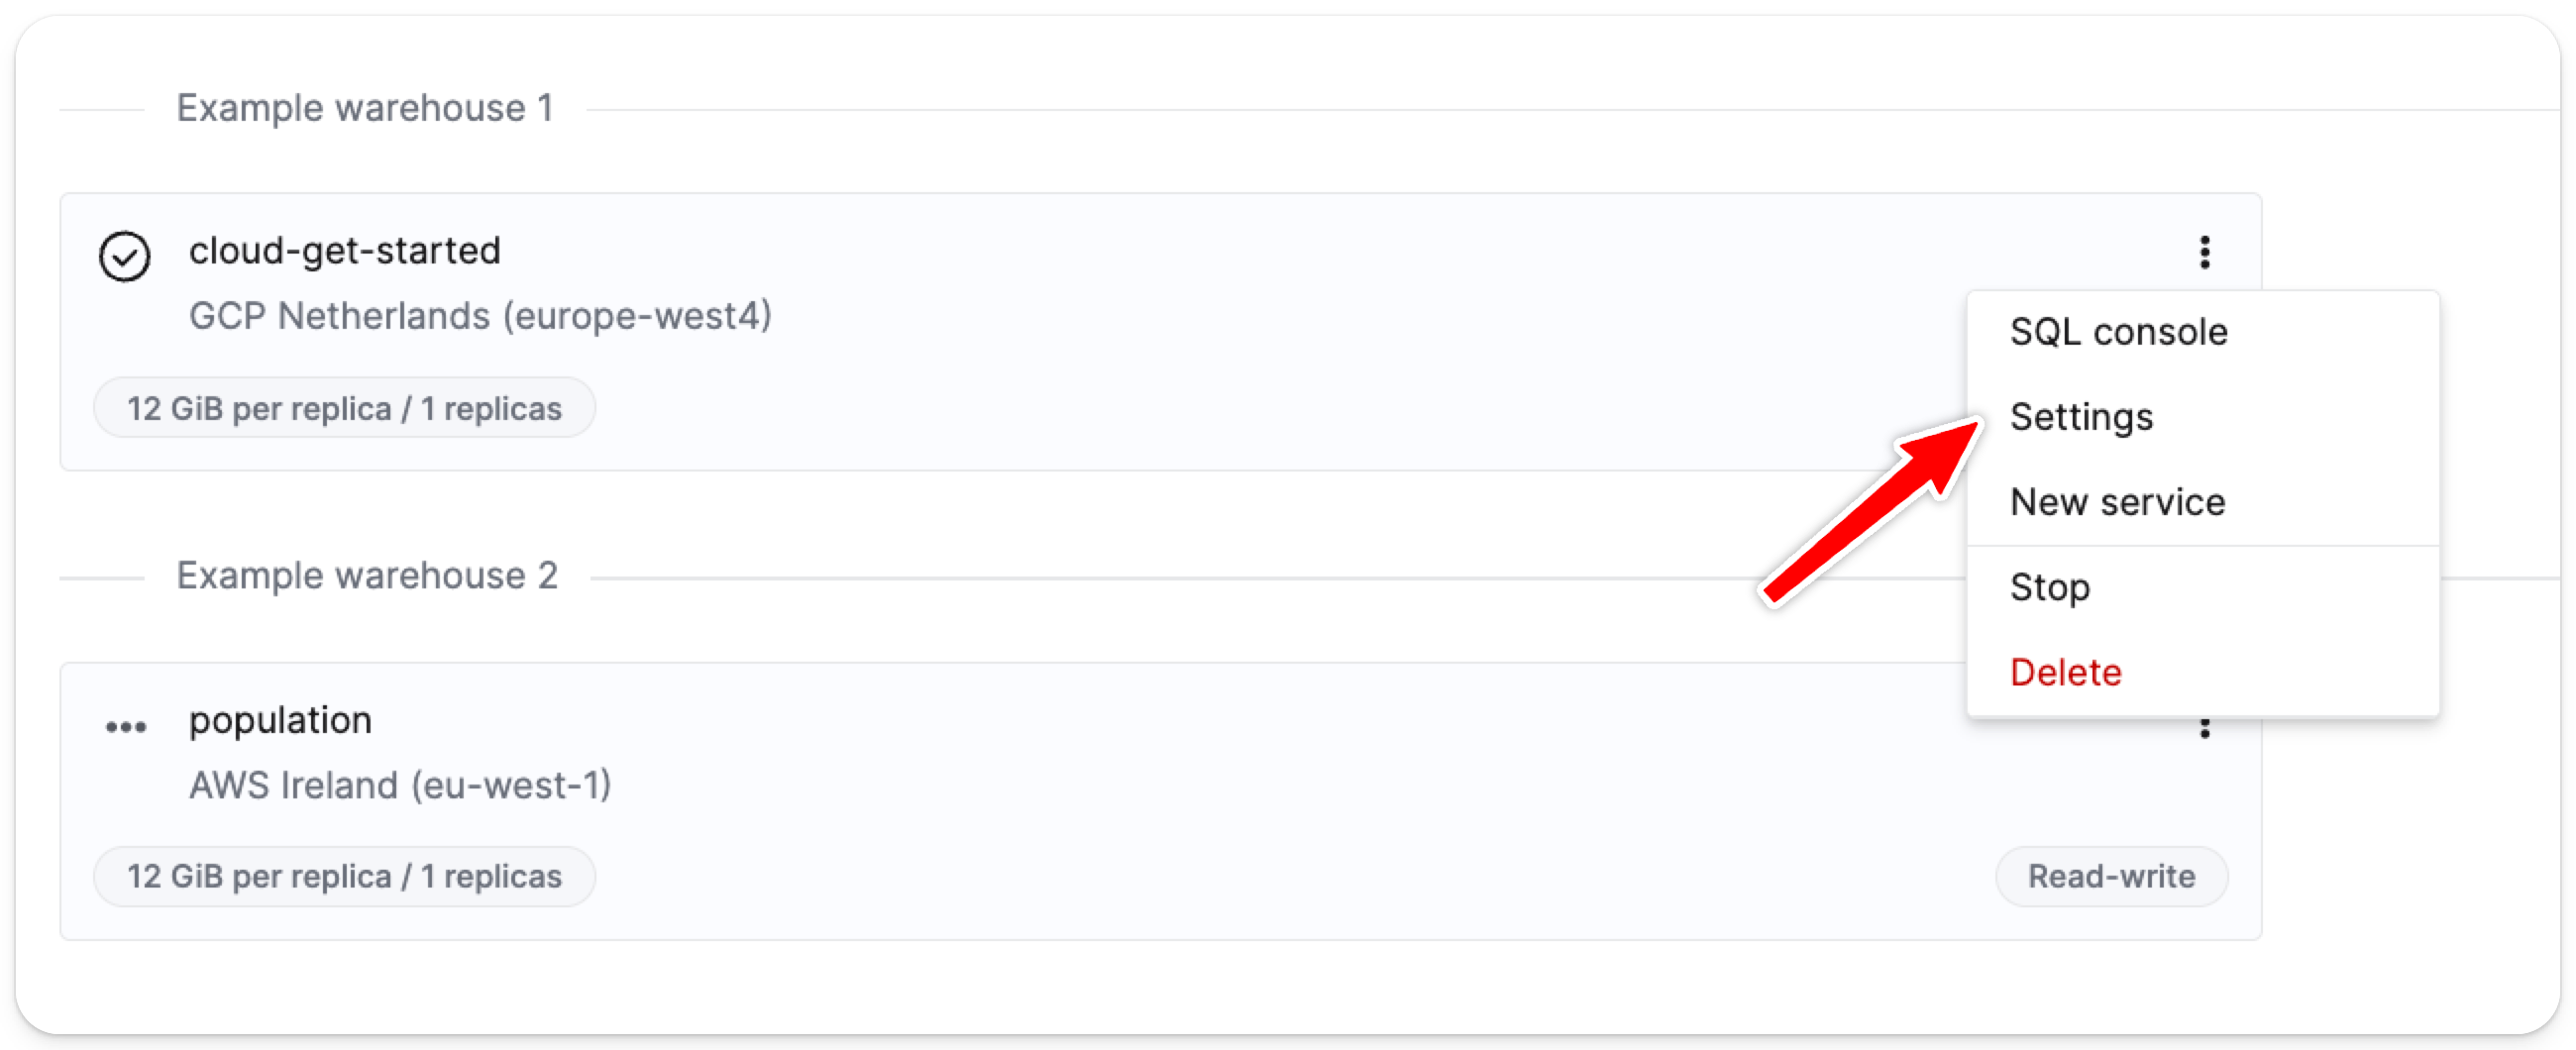 Example warehouse 1
cloud-get-started
GCP Netherlands (europe-west4)
12 GiB per replica / 1 replicas
SQL console
Settings
New service
Stop
Delete
Example warehouse 2
population
AWS Ireland (eu-west-1)
12 GiB per replica / 1 replicas
Read-write